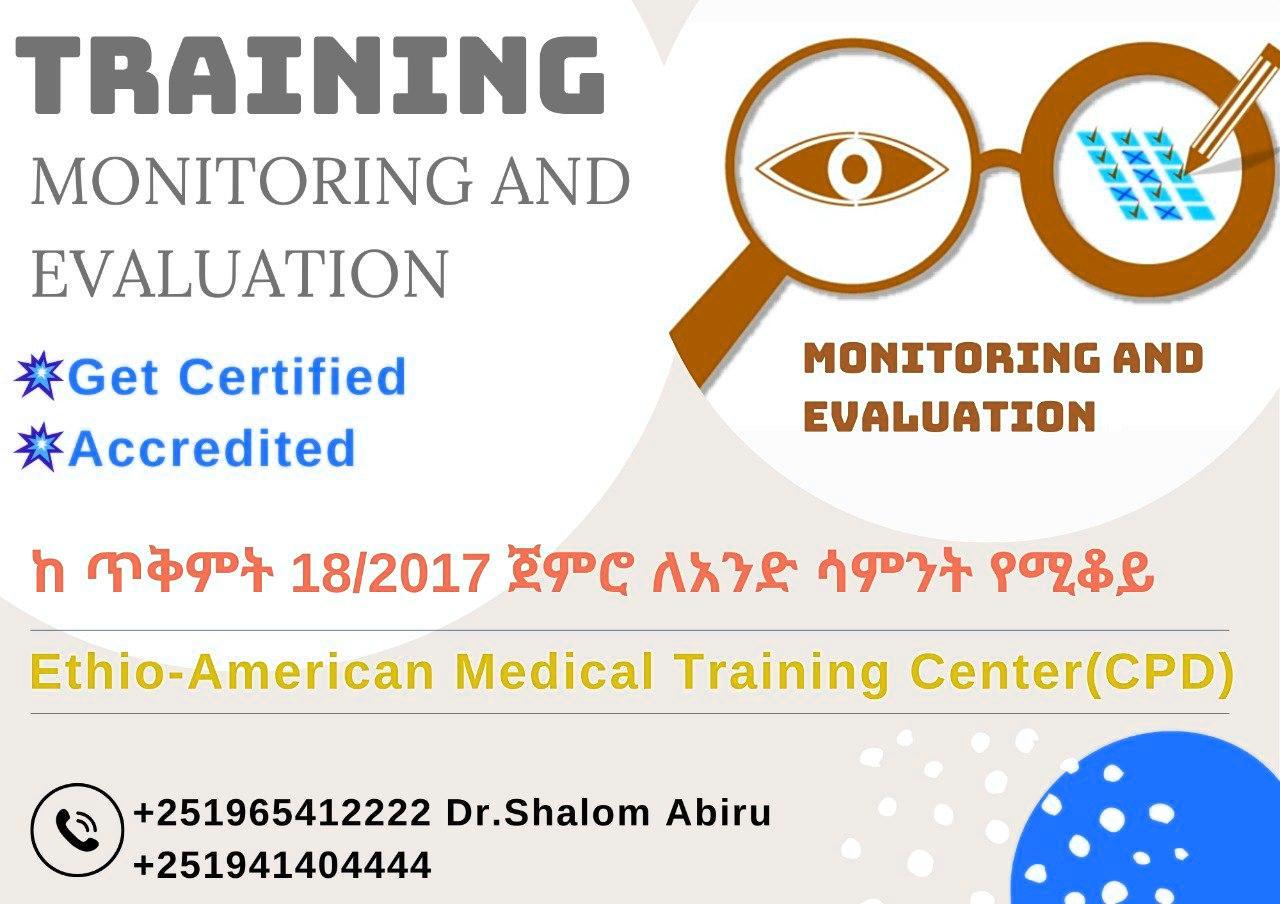 TRAINING
MONITORING AND
EVALUATION
Get Certified
Accredited
MONITORING AND
EVALUATION
ከ ጥቅምት 18/2017 ጀምሮ ለአንድ ሳምንት የሚቆይ
Ethio-American Medical Training Center(CPD)
+251965412222 Dr.Shalom Abiru
+251941404444